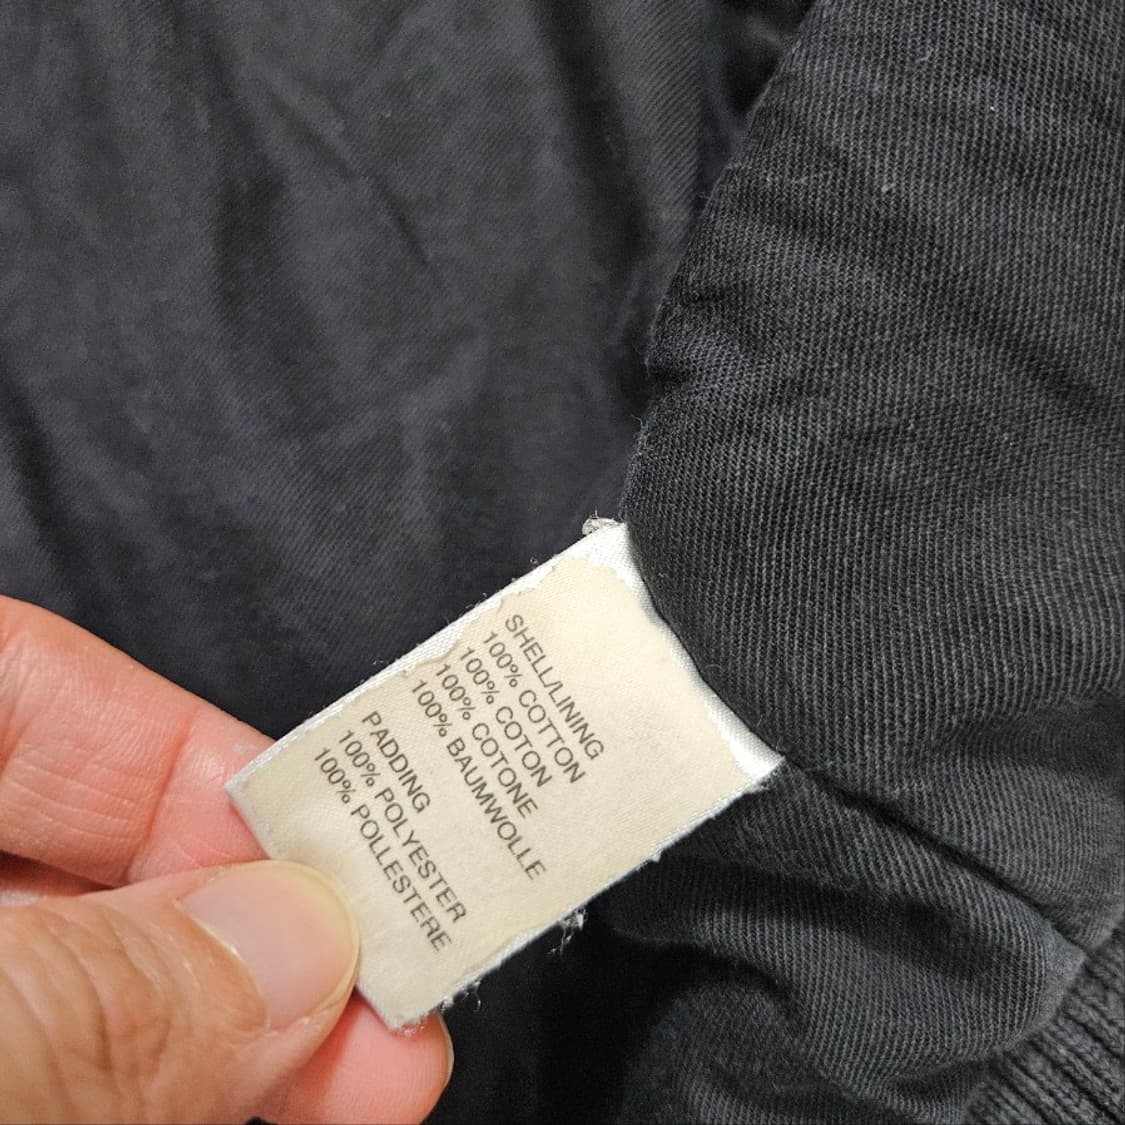 SHELL/LINING
100% COTTON
100% COTON
100% COTONE
100% BAUMWOLLE
PADDING
100% POLYESTER
100% POLLESTERE